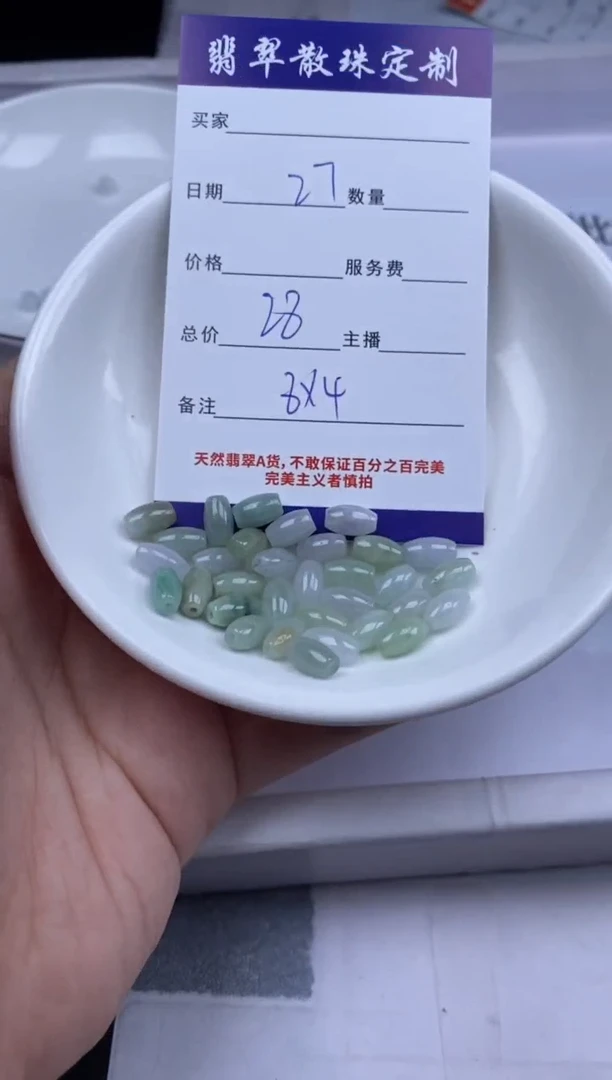 翡翠散珠定制
买家
日期 27 数量
价格 服务费
总价 28 主播
备注 8X4
天然翡翠A货,不敢保证百分之百完美
完美主义者慎拍